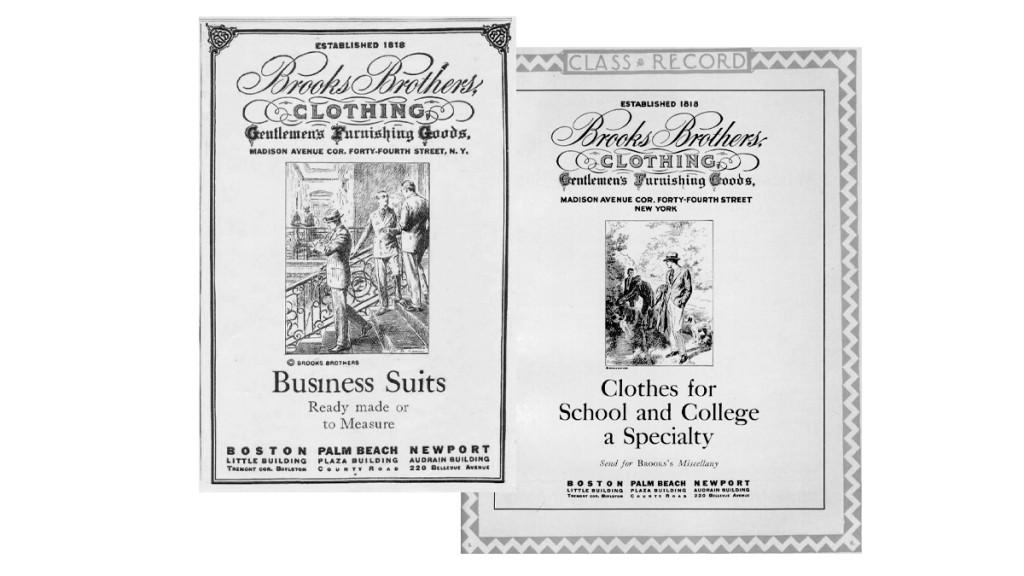 ESTABLISHED 1818
Brooks Brothers,
CLOTHING,
Gentlemen's Furnishing Goods,
MADISON AVENUE COR. FORTY-FOURTH STREET, N. Y.
© BROOKS BROTHERS
Business Suits
Ready made or
to Measure
BOSTON PALM BEACH NEWPORT
LITTLE BUILDING PLAZA BUILDING AUDRAIN BUILDING
TREMONT COR. BOYLSTON COUNTY ROAD 220 BELLEVUE AVENUE
CLASS RECORD
ESTABLISHED 1818
Brooks Brothers,
CLOTHING,
Gentlemen's Furnishing Goods,
MADISON AVENUE COR. FORTY-FOURTH STREET
NEW YORK
Clothes for
School and College
a Specialty
Send for BROOKS'S Miscellany
BOSTON PALM BEACH NEWPORT
LITTLE BUILDING PLAZA BUILDING AUDRAIN BUILDING
TREMONT COR. BOYLSTON COUNTY ROAD 220 BELLEVUE AVENUE